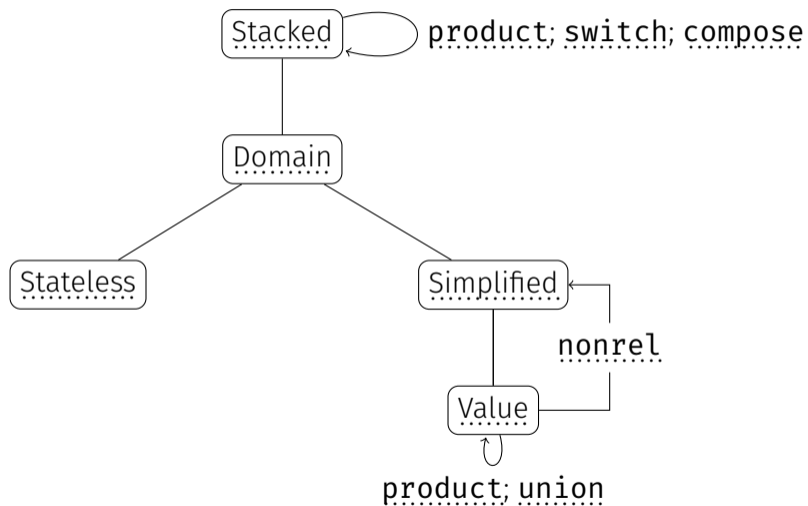 Stacked product; switch; compose
Domain
Stateless Simplified
nonrel
Value
product; union